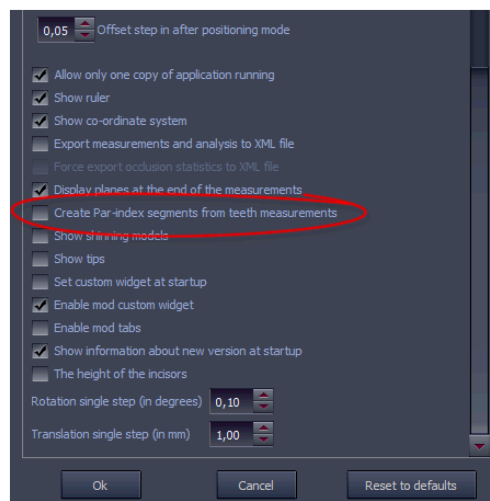 0,05 Offset step in after positioning mode
Allow only one copy of application running
Show ruler
Show co-ordinate system
Export measurements and analysis to XML file
Force export occlusion statistics to XML file
Display planes at the end of the measurements
Create Par-index segments from teeth measurements
Show shinning models
Show tips
Set custom widget at startup
Enable mod custom widget
Enable mod tabs
Show information about new version at startup
The height of the incisors
Rotation single step (in degrees) 0,10
Translation single step (in mm) 1,00
Ok Cancel Reset to defaults